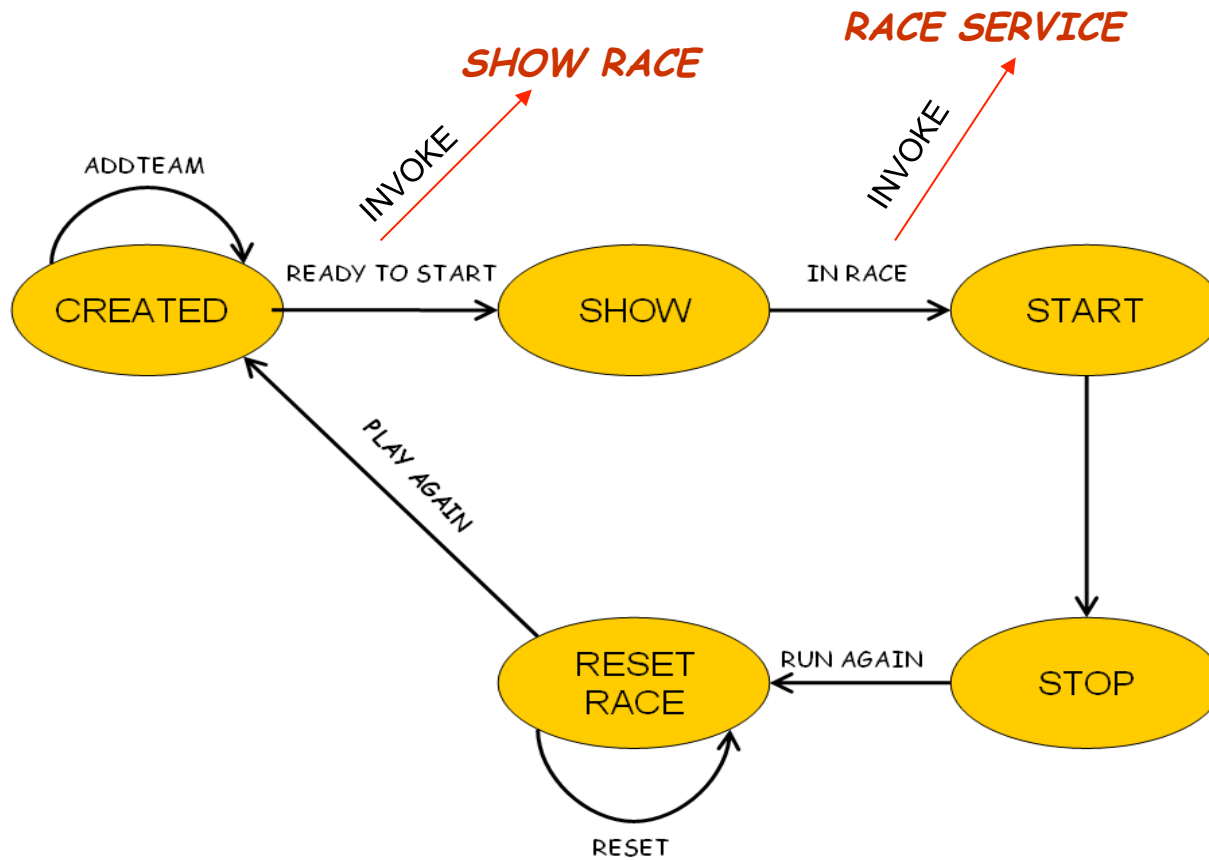 RACE SERVICE
SHOW RACE
INVOKE
INVOKE
ADDTEAM
READY TO START
IN RACE
CREATED
SHOW
START
PLAY AGAIN
RESET
RACE
RUN AGAIN
STOP
RESET